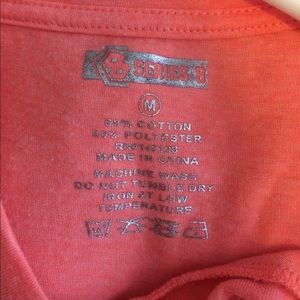 SERIES-8
M
COTTON
POLYESTER
MADE IN CHINA
MACHINE WASH
DO NOT TUMBLE DRY
IRON AT LOW
TEMPERATURE